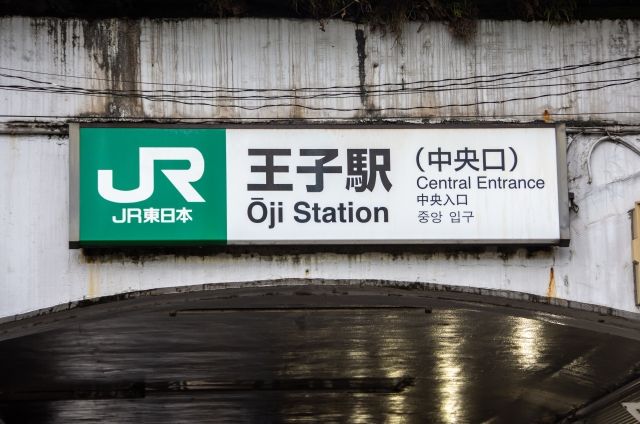 JR
JR東日本
王子駅
Ōji Station
(中央口)
Central Entrance
中央入口
중앙 입구